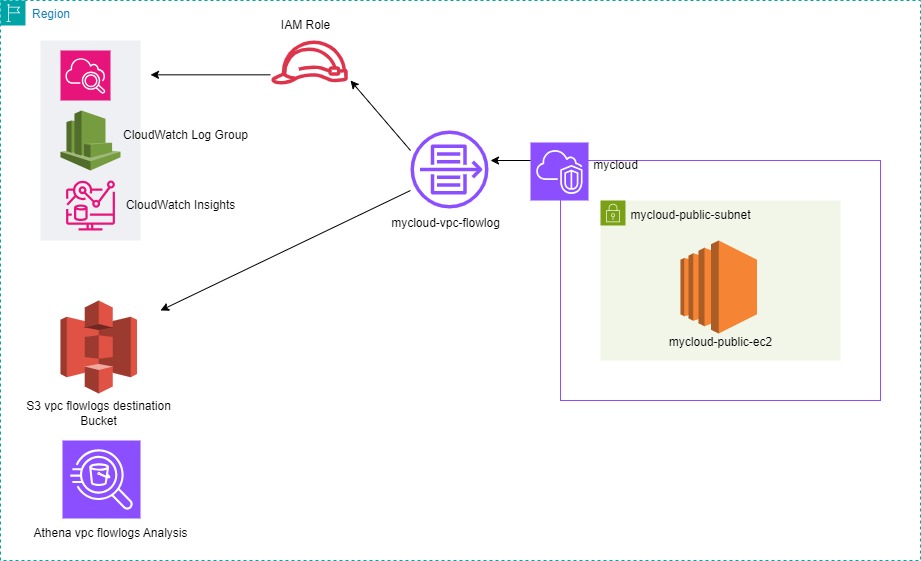 Region
IAM Role
CloudWatch Log Group
mycloud
CloudWatch Insights
mycloud-public-subnet
mycloud-vpc-flowlog
mycloud-public-ec2
S3 vpc flowlogs destination
Bucket
Athena vpc flowlogs Analysis